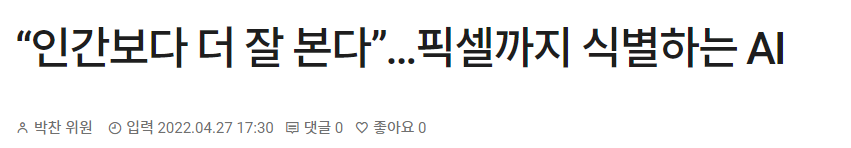 “인간보다 더 잘 본다”...픽셀까지 식별하는 AI
박찬 위원 입력 2022.04.27 17:30 댓글 0 좋아요 0